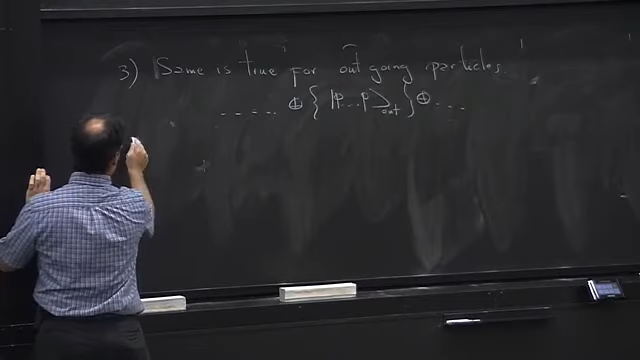 3) Same is true for out going particles
..... ⊕ { |P...P⟩out } ⊕ ...